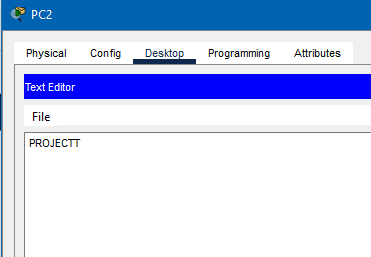 PC2
Physical Config Desktop Programming Attributes
Text Editor
File
PROJECTT